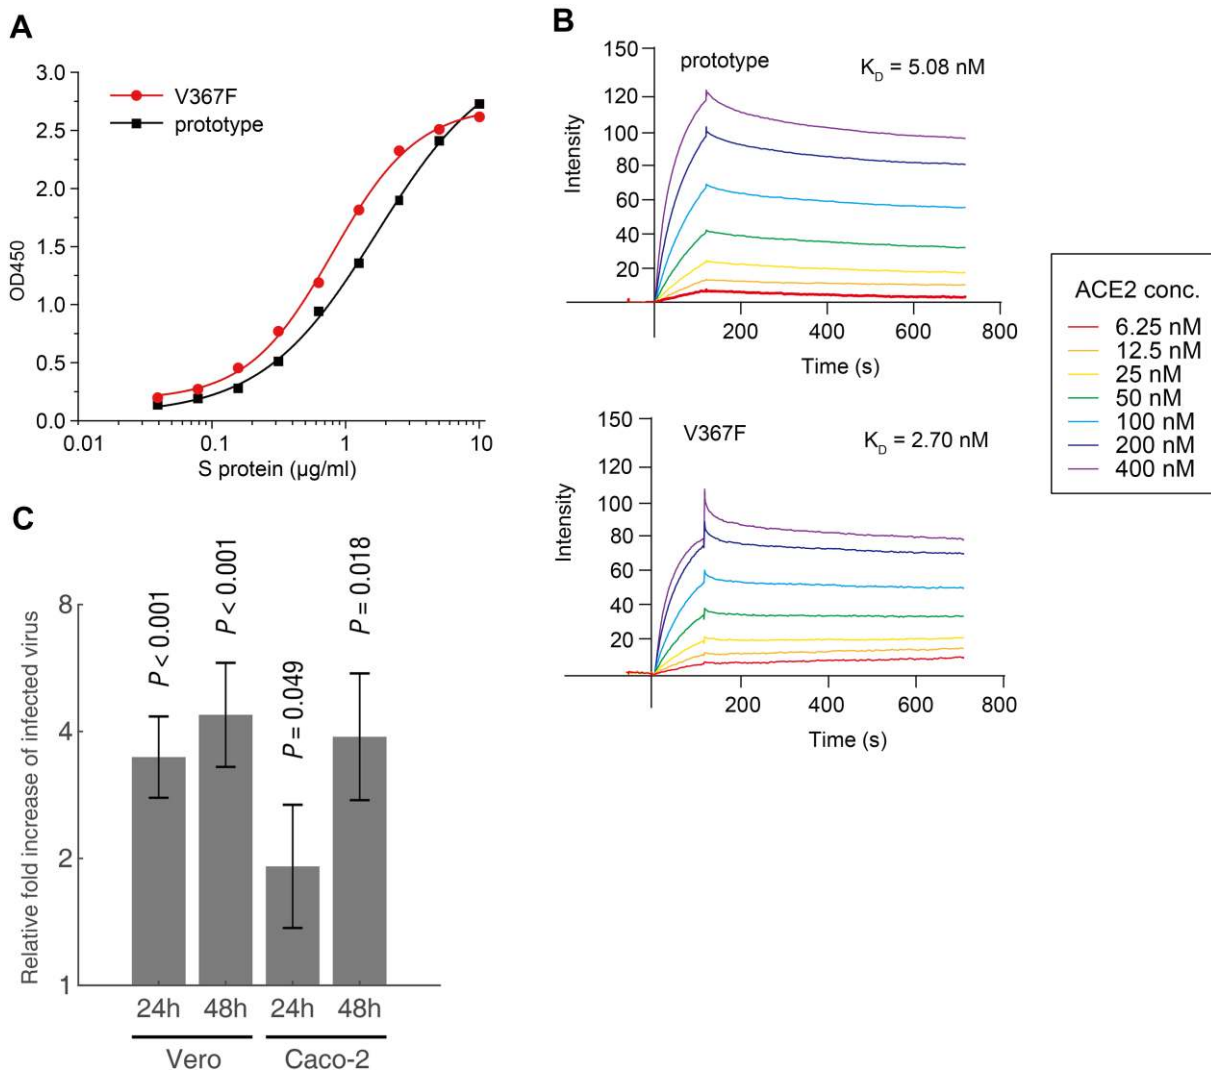 A
3.0
2.5
2.0
1.5
1.0
0.5
0.0
OD450
V367F
prototype
0.01
0.1
1
10
S protein (µg/ml)
B
150
120
100
80
60
40
20
Intensity
prototype
K_D = 5.08 nM
200
400
600
800
Time (s)
150
120
100
80
60
40
20
Intensity
V367F
K_D = 2.70 nM
200
400
600
800
Time (s)
ACE2 conc.
6.25 nM
12.5 nM
25 nM
50 nM
100 nM
200 nM
400 nM
C
8
4
2
1
Relative fold increase of infected virus
P < 0.001
P < 0.001
P = 0.049
P = 0.018
24h
48h
24h
48h
Vero
Caco-2